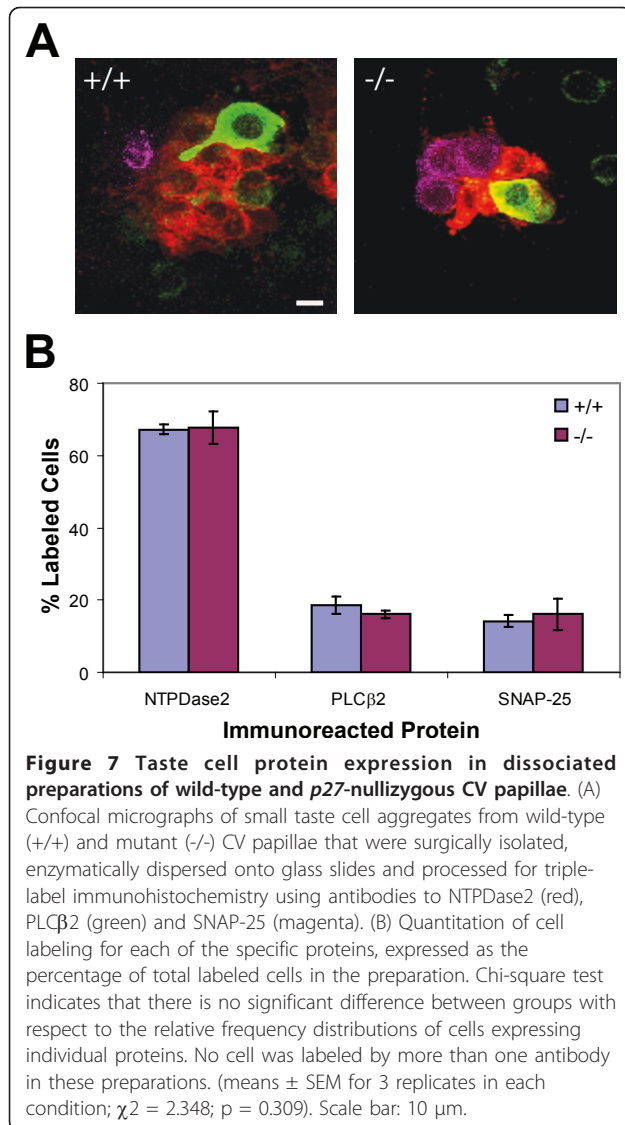 A
+/+
-/-
B
80
60
40
20
0
% Labeled Cells
+/+
-/-
NTPDase2
PLCβ2
SNAP-25
Immunoreacted Protein
Figure 7 Taste cell protein expression in dissociated
preparations of wild-type and p27-nullizygous CV papillae. (A)
Confocal micrographs of small taste cell aggregates from wild-type
(+/+) and mutant (-/-) CV papillae that were surgically isolated,
enzymatically dispersed onto glass slides and processed for triple-
label immunohistochemistry using antibodies to NTPDase2 (red),
PLCβ2 (green) and SNAP-25 (magenta). (B) Quantitation of cell
labeling for each of the specific proteins, expressed as the
percentage of total labeled cells in the preparation. Chi-square test
indicates that there is no significant difference between groups with
respect to the relative frequency distributions of cells expressing
individual proteins. No cell was labeled by more than one antibody
in these preparations. (means ± SEM for 3 replicates in each
condition; χ2 = 2.348; p = 0.309). Scale bar: 10 μm.